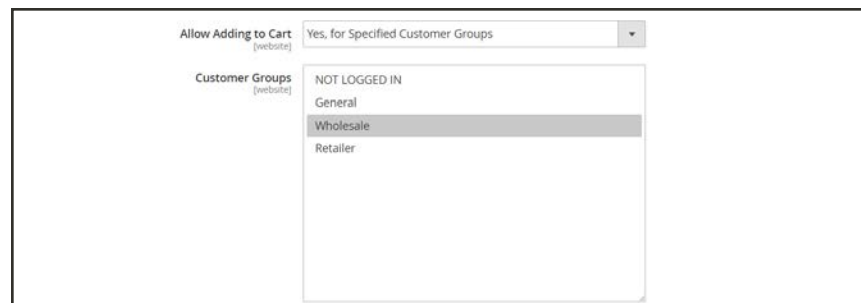 Allow Adding to Cart Yes, for Specified Customer Groups
[website]
Customer Groups
[website]
NOT LOGGED IN
General
Wholesale
Retailer